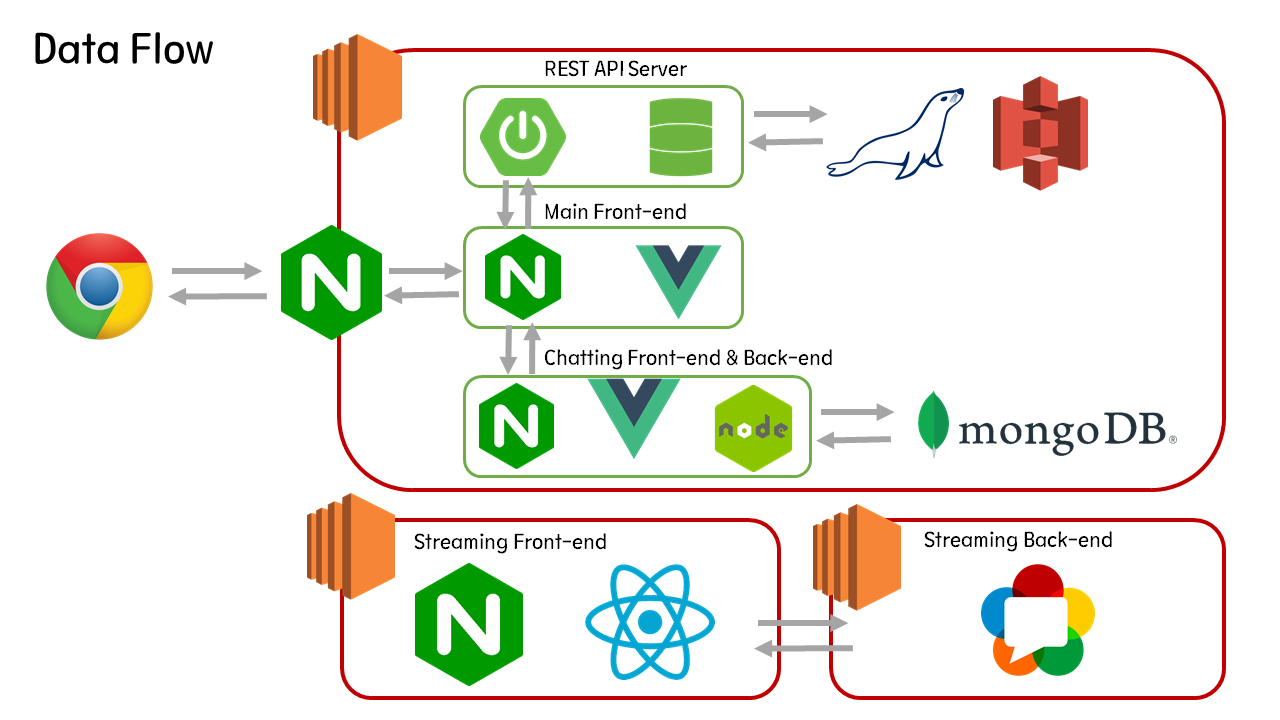 Data Flow
REST API Server
Main Front-end
N
N
Chatting Front-end & Back-end
N
node
mongoDB®
Streaming Front-end
Streaming Back-end
N